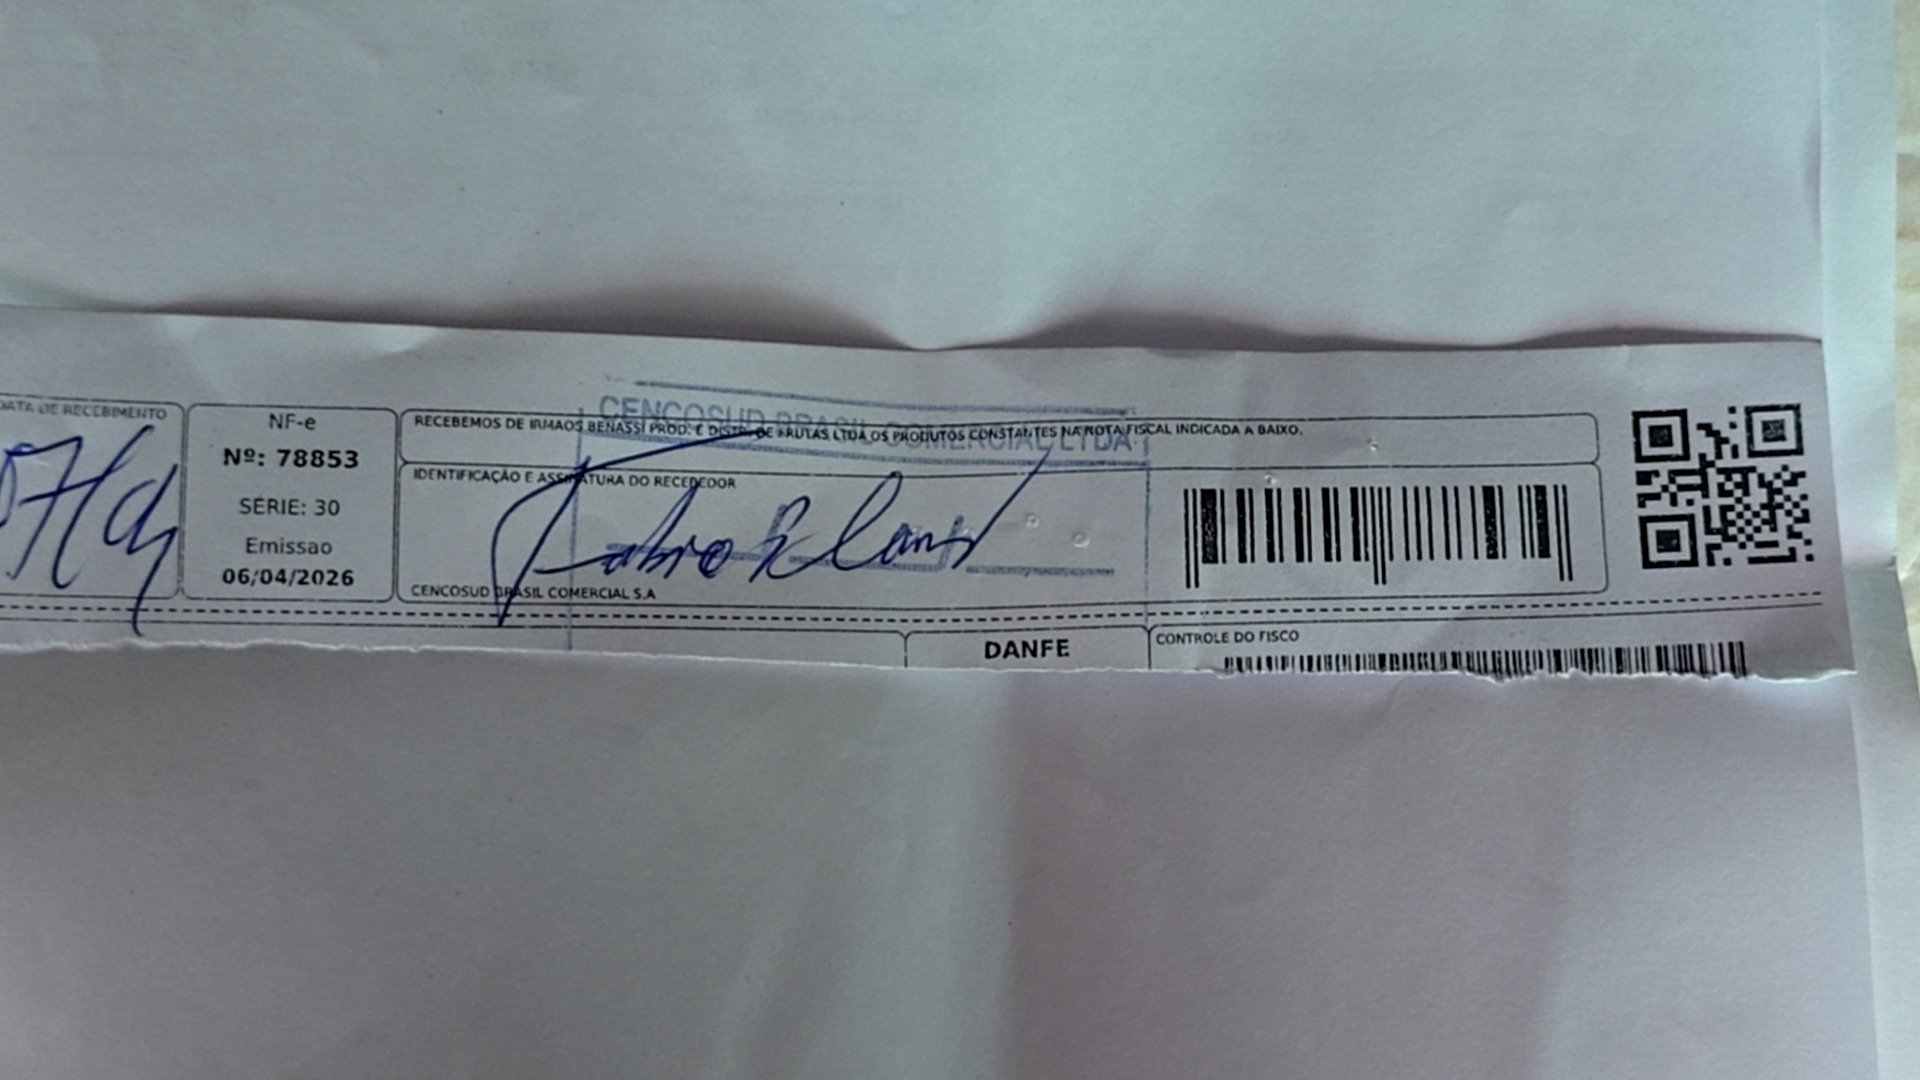 DATA DE RECEBIMENTO
NF-e
Nº: 78853
SÉRIE: 30
Emissao
06/04/2026
RECEBEMOS DE IRMAOS BENASSI PROD. E DISTR. DE FRUTAS LTDA OS PRODUTOS CONSTANTES NA NOTA FISCAL INDICADA A BAIXO.
CENCOSUD BRASIL COMERCIAL LTDA.
IDENTIFICAÇÃO E ASSINATURA DO RECEBEDOR
Fabio
CENCOSUD BRASIL COMERCIAL S.A
DANFE
CONTROLE DO FISCO